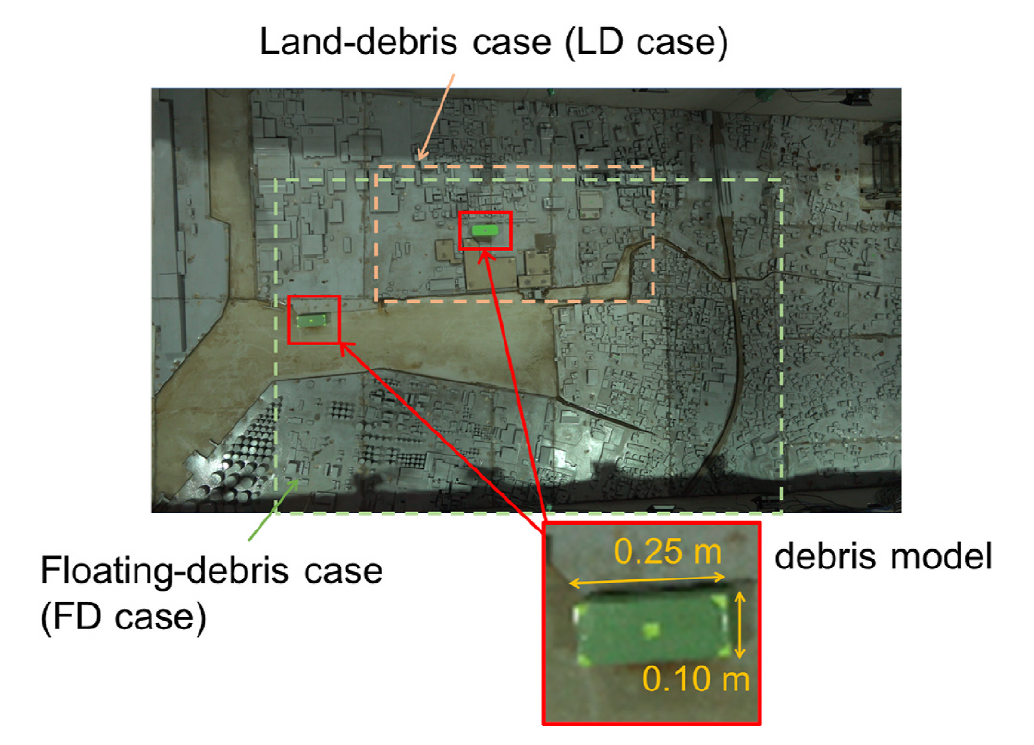 Land-debris case (LD case)
0.25 m
debris model
Floating-debris case
(FD case)
0.10 m